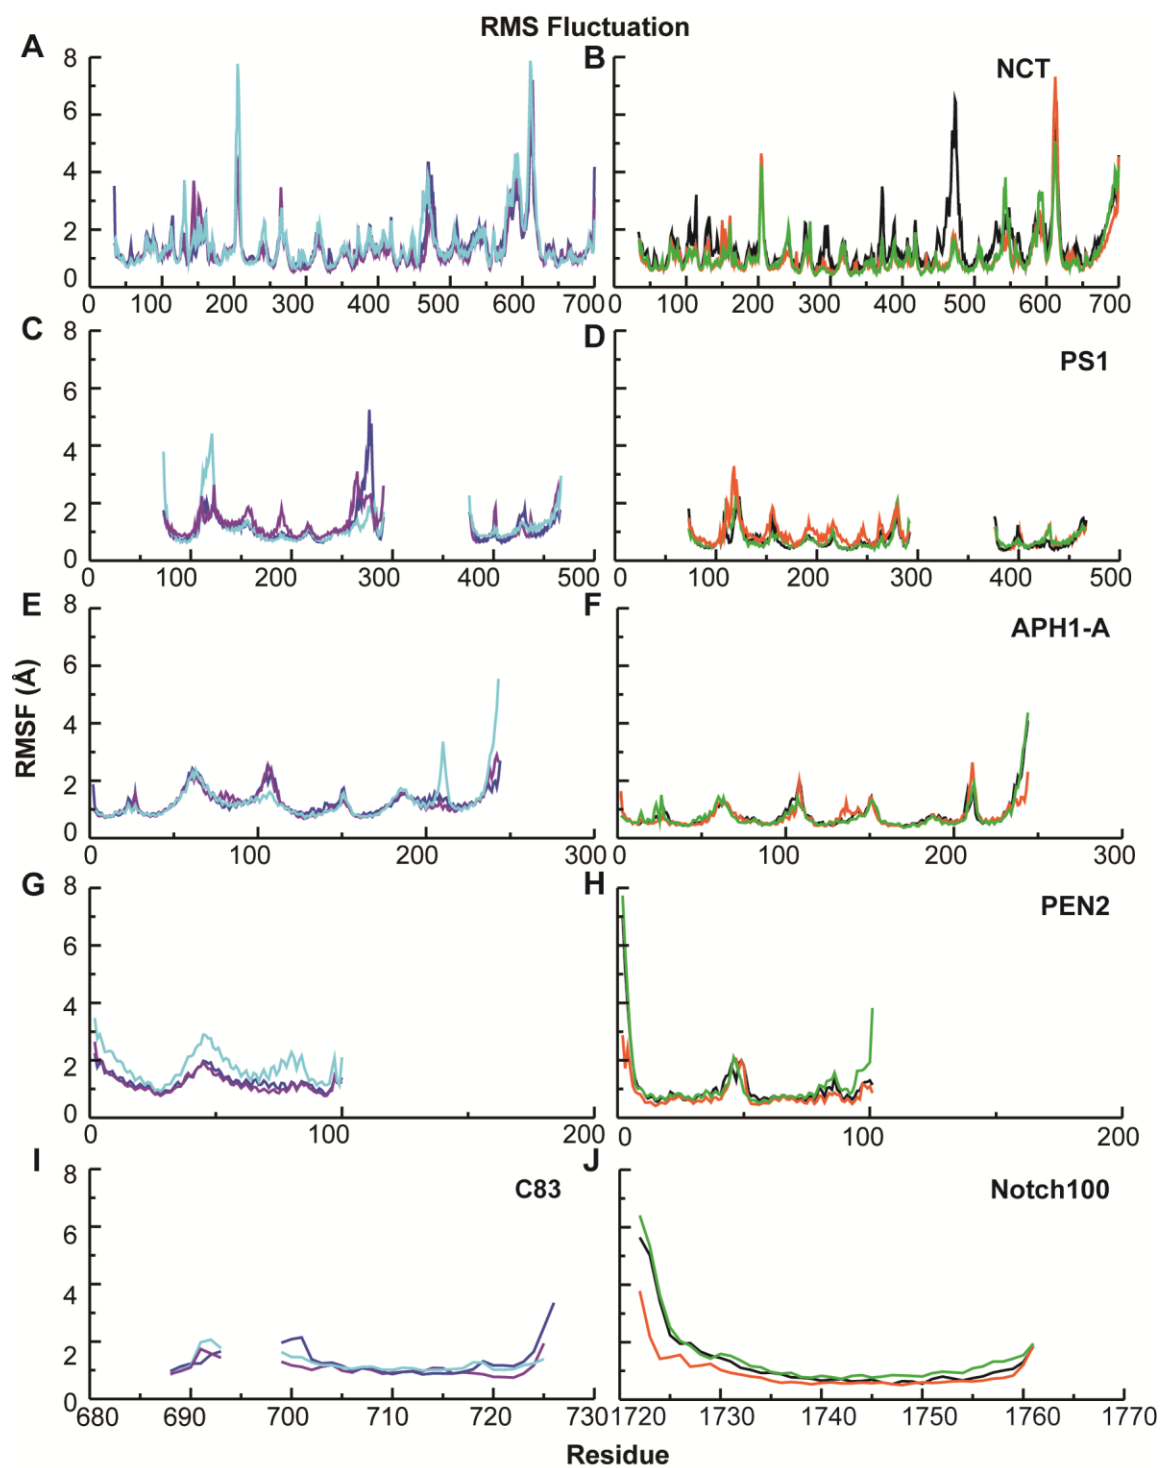 RMS Fluctuation
A
8
6
4
2
0
0 100 200 300 400 500 600 700
B
NCT
0 100 200 300 400 500 600 700
C
8
6
4
2
0
100 200 300 400 500
D
PS1
0 100 200 300 400 500
E
8
6
4
2
0
0 100 200 300
F
APH1-A
0 100 200 300
G
8
6
4
2
0
0 100 200
H
PEN2
0 100 200
I
C83
8
6
4
2
0
680 690 700 710 720 730
J
Notch100
1720 1730 1740 1750 1760 1770
RMSF (Å)
Residue